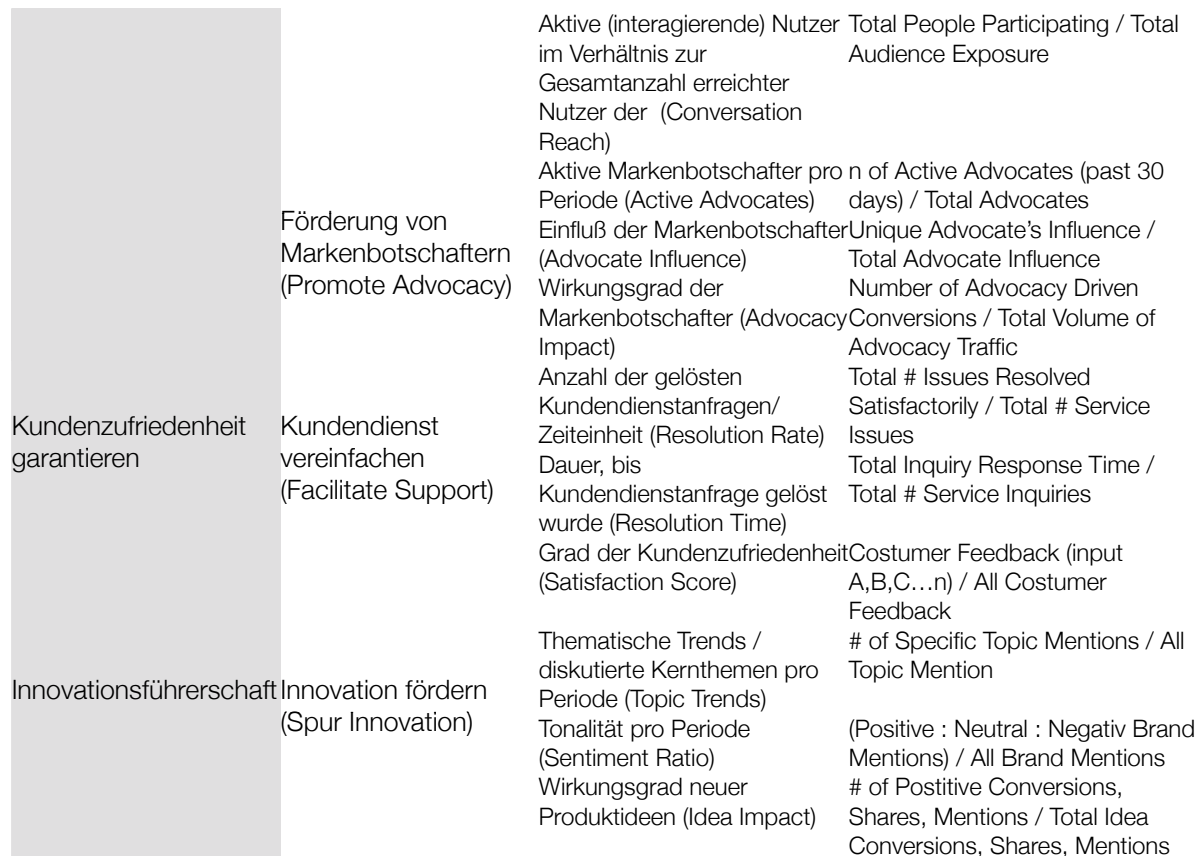 Aktive (interagierende) Nutzer Total People Participating / Total
im Verhältnis zur Audience Exposure
Gesamtanzahl erreichter
Nutzer der (Conversation
Reach)
Förderung von
Markenbotschaftern
(Promote Advocacy)
Aktive Markenbotschafter pro n of Active Advocates (past 30
Periode (Active Advocates) days) / Total Advocates
Einfluß der Markenbotschafter Unique Advocate's Influence /
(Advocate Influence) Total Advocate Influence
Wirkungsgrad der Number of Advocacy Driven
Markenbotschafter (Advocacy Conversions / Total Volume of
Impact) Advocacy Traffic
Kundenzufriedenheit
garantieren
Kundendienst
vereinfachen
(Facilitate Support)
Anzahl der gelösten Total # Issues Resolved
Kundendienstanfragen/ Satisfactorily / Total # Service
Zeiteinheit (Resolution Rate) Issues
Dauer, bis Total Inquiry Response Time /
Kundendienstanfrage gelöst Total # Service Inquiries
wurde (Resolution Time)
Grad der Kundenzufriedenheit Costumer Feedback (input
(Satisfaction Score) A,B,C…n) / All Costumer
Feedback
Innovationsführerschaft
Innovation fördern
(Spur Innovation)
Thematische Trends / # of Specific Topic Mentions / All
diskutierte Kernthemen pro Topic Mention
Periode (Topic Trends)
Tonalität pro Periode (Positive : Neutral : Negativ Brand
(Sentiment Ratio) Mentions) / All Brand Mentions
Wirkungsgrad neuer # of Postitive Conversions,
Produktideen (Idea Impact) Shares, Mentions / Total Idea
Conversions, Shares, Mentions